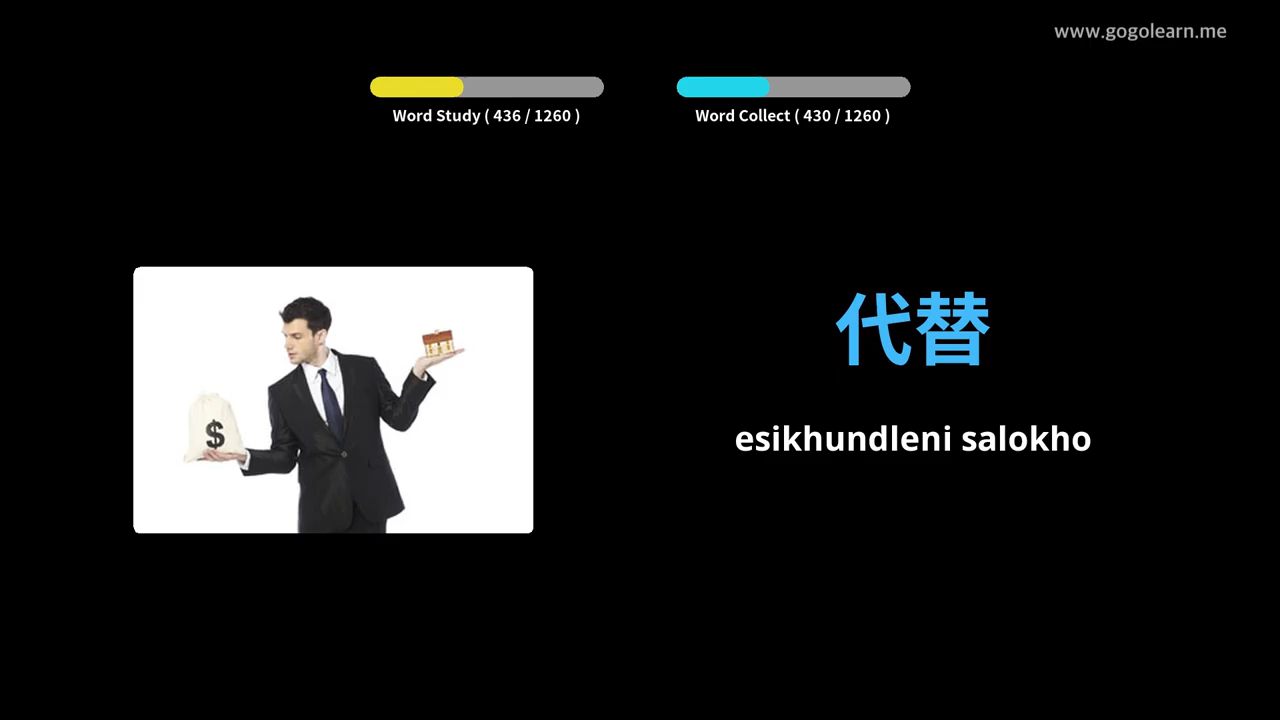 www.gogolearn.me
Word Study ( 436 / 1260 )
Word Collect ( 430 / 1260 )
代替
$
esikhundleni salokho